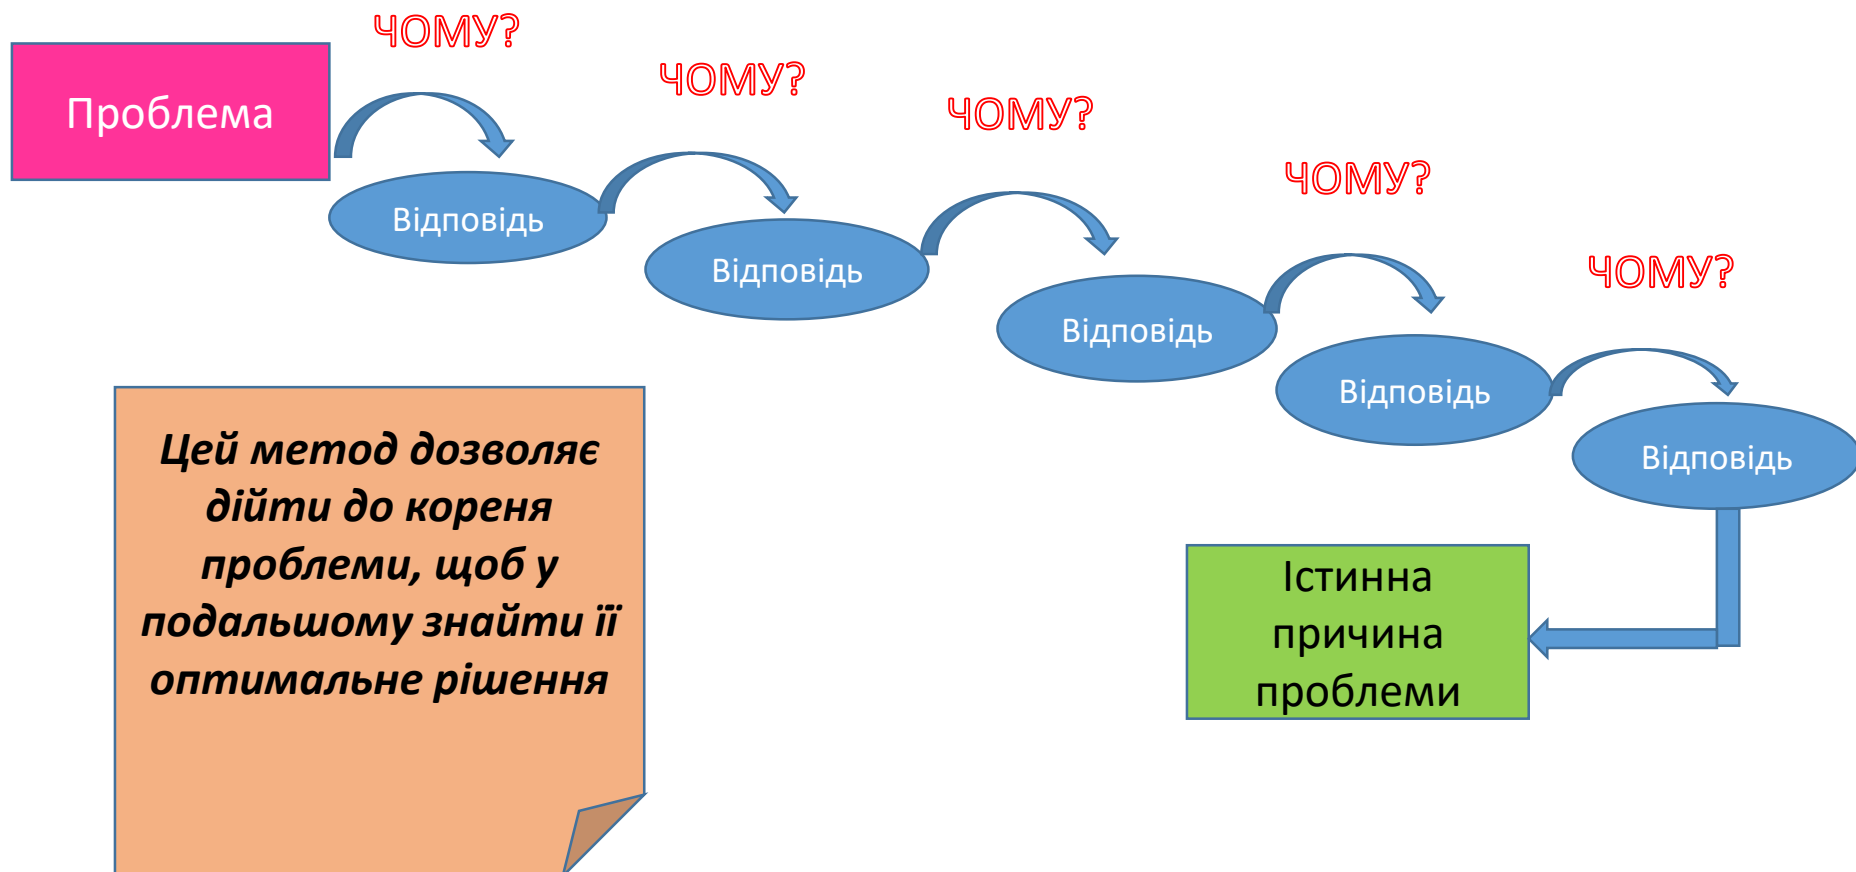 ЧОМУ?
Проблема
ЧОМУ?
ЧОМУ?
ЧОМУ?
Відповідь
Відповідь
ЧОМУ?
Відповідь
Відповідь
Відповідь
Цей метод дозволяє
дійти до кореня
проблеми, щоб у
подальшому знайти її
оптимальне рішення
Істинна
причина
проблеми